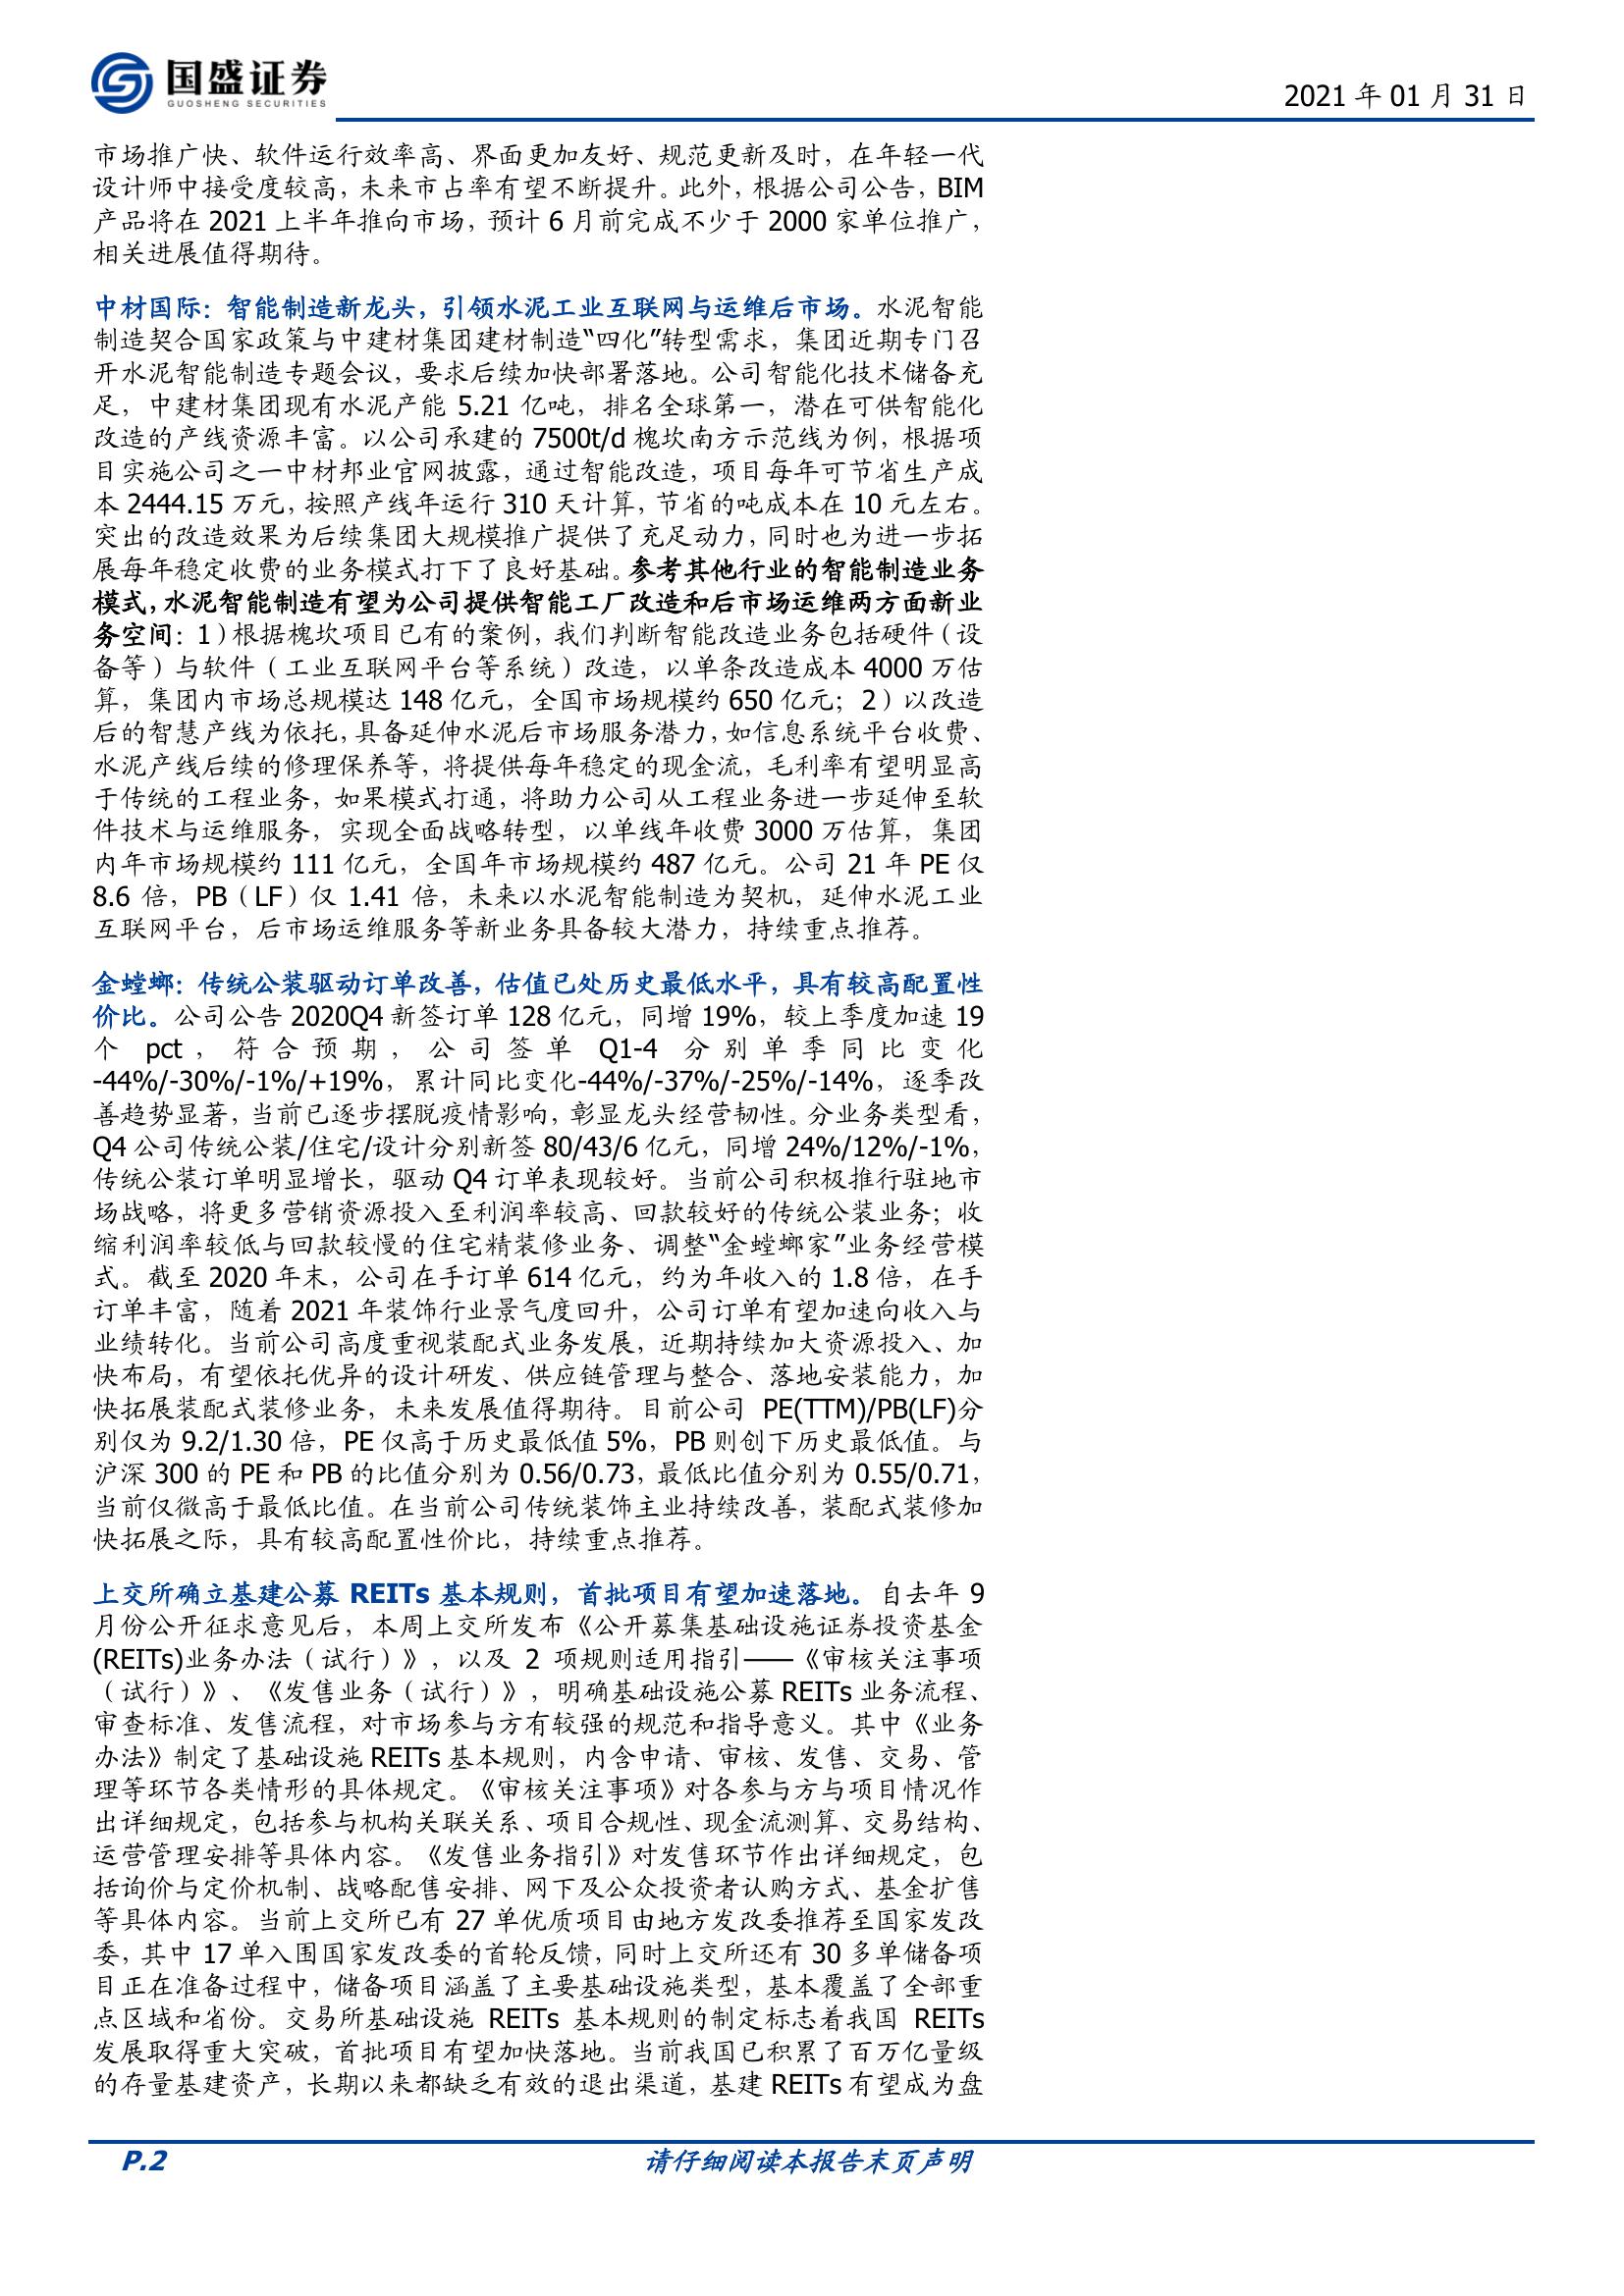 国盛证券
GUOSHENG SECURITIES
2021 年 01 月 31 日
市场推广快、软件运行效率高、界面更加友好、规范更新及时，在年轻一代
设计师中接受度较高，未来市占率有望不断提升。此外，根据公司公告，BIM
产品将在 2021 上半年推向市场，预计 6 月前完成不少于 2000 家单位推广，
相关进展值得期待。
中材国际：智能制造新龙头，引领水泥工业互联网与运维后市场。水泥智能
制造契合国家政策与中建材集团建材制造“四化”转型需求，集团近期专门召
开水泥智能制造专题会议，要求后续加快部署落地。公司智能化技术储备充
足，中建材集团现有水泥产能 5.21 亿吨，排名全球第一，潜在可供智能化
改造的产线资源丰富。以公司承建的 7500t/d 槐坎南方示范线为例，根据项
目实施公司之一中材邦业官网披露，通过智能改造，项目每年可节省生产成
本 2444.15 万元，按照产线年运行 310 天计算，节省的吨成本在 10 元左右。
突出的改造效果为后续集团大规模推广提供了充足动力，同时也为进一步拓
展每年稳定收费的业务模式打下了良好基础。参考其他行业的智能制造业务
模式，水泥智能制造有望为公司提供智能工厂改造和后市场运维两方面新业
务空间：1）根据槐坎项目已有的案例，我们判断智能改造业务包括硬件（设
备等）与软件（工业互联网平台等系统）改造，以单条改造成本 4000 万估
算，集团内市场总规模达 148 亿元，全国市场规模约 650 亿元；2）以改造
后的智慧产线为依托，具备延伸水泥后市场服务潜力，如信息系统平台收费、
水泥产线后续的修理保养等，将提供每年稳定的现金流，毛利率有望明显高
于传统的工程业务，如果模式打通，将助力公司从工程业务进一步延伸至软
件技术与运维服务，实现全面战略转型，以单线年收费 3000 万估算，集团
内年市场规模约 111 亿元，全国年市场规模约 487 亿元。公司 21 年 PE 仅
8.6 倍，PB（LF）仅 1.41 倍，未来以水泥智能制造为契机，延伸水泥工业
互联网平台，后市场运维服务等新业务具备较大潜力，持续重点推荐。
金螳螂：传统公装驱动订单改善，估值已处历史最低水平，具有较高配置性
价比。公司公告 2020Q4 新签订单 128 亿元，同增 19%，较上季度加速 19
个 pct，符合预期，公司签单 Q1-4 分别单季同比变化
-44%/-30%/-1%/+19%，累计同比变化-44%/-37%/-25%/-14%，逐季改
善趋势显著，当前已逐步摆脱疫情影响，彰显龙头经营韧性。分业务类型看，
Q4 公司传统公装/住宅/设计分别新签 80/43/6 亿元，同增 24%/12%/-1%，
传统公装订单明显增长，驱动 Q4 订单表现较好。当前公司积极推行驻地市
场战略，将更多营销资源投入至利润率较高、回款较好的传统公装业务；收
缩利润率较低与回款较慢的住宅精装修业务、调整“金螳螂家”业务经营模
式。截至 2020 年末，公司在手订单 614 亿元，约为年收入的 1.8 倍，在手
订单丰富，随着 2021 年装饰行业景气度回升，公司订单有望加速向收入与
业绩转化。当前公司高度重视装配式业务发展，近期持续加大资源投入、加
快布局，有望依托优异的设计研发、供应链管理与整合、落地安装能力，加
快拓展装配式装修业务，未来发展值得期待。目前公司 PE(TTM)/PB(LF)分
别仅为 9.2/1.30 倍，PE 仅高于历史最低值 5%，PB 则创下历史最低值。与
沪深 300 的 PE 和 PB 的比值分别为 0.56/0.73，最低比值分别为 0.55/0.71，
当前仅微高于最低比值。在当前公司传统装饰主业持续改善，装配式装修加
快拓展之际，具有较高配置性价比，持续重点推荐。
上交所确立基建公募 REITs 基本规则，首批项目有望加速落地。自去年 9
月份公开征求意见后，本周上交所发布《公开募集基础设施证券投资基金
(REITs)业务办法（试行）》，以及 2 项规则适用指引——《审核关注事项
（试行）》、《发售业务（试行）》，明确基础设施公募 REITs 业务流程、
审查标准、发售流程，对市场参与方有较强的规范和指导意义。其中《业务
办法》制定了基础设施 REITs 基本规则，内含申请、审核、发售、交易、管
理等环节各类情形的具体规定。《审核关注事项》对各参与方与项目情况作
出详细规定，包括参与机构关联关系、项目合规性、现金流测算、交易结构、
运营管理安排等具体内容。《发售业务指引》对发售环节作出详细规定，包
括询价与定价机制、战略配售安排、网下及公众投资者认购方式、基金扩售
等具体内容。当前上交所已有 27 单优质项目由地方发改委推荐至国家发改
委，其中 17 单入围国家发改委的首轮反馈，同时上交所还有 30 多单储备项
目正在准备过程中，储备项目涵盖了主要基础设施类型，基本覆盖了全部重
点区域和省份。交易所基础设施 REITs 基本规则的制定标志着我国 REITs
发展取得重大突破，首批项目有望加快落地。当前我国已积累了百万亿量级
的存量基建资产，长期以来都缺乏有效的退出渠道，基建 REITs 有望成为盘
P.2
请仔细阅读本报告末页声明